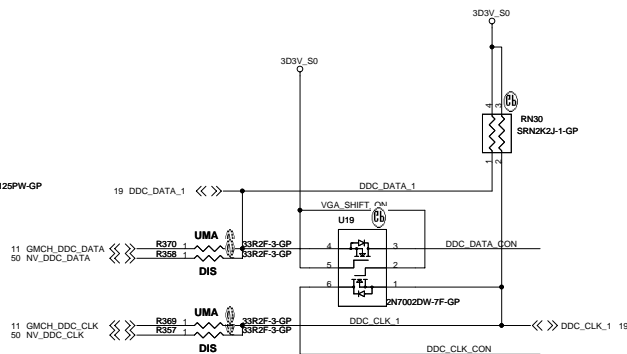 3D3V_S0
3D3V_S0
4 3
RN30
SRN2K2J-1-GP
1 2
125PW-GP
19 DDC_DATA_1
DDC_DATA_1
VGA_SHIFT_ON
U19
UMA
11 GMCH_DDC_DATA R370 1 33R2F-3-GP 4 3 DDC_DATA_CON
50 NV_DDC_DATA R358 1 33R2F-3-GP
DIS
5 2
6 1
2N7002DW-7F-GP
UMA
11 GMCH_DDC_CLK R369 1 33R2F-3-GP DDC_CLK_1 DDC_CLK_1 19
50 NV_DDC_CLK R357 1 33R2F-3-GP
DIS
DDC_CLK_CON